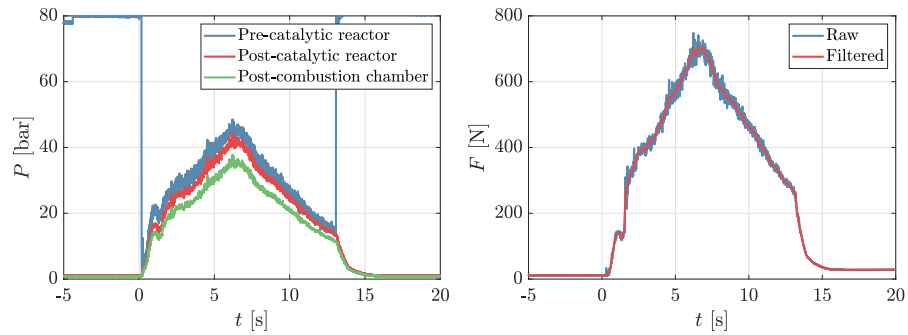 80
60
40
20
0
-5
0
5
10
15
20
P [bar]
t [s]
Pre-catalytic reactor
Post-catalytic reactor
Post-combustion chamber
800
600
400
200
0
-5
0
5
10
15
20
F [N]
t [s]
Raw
Filtered